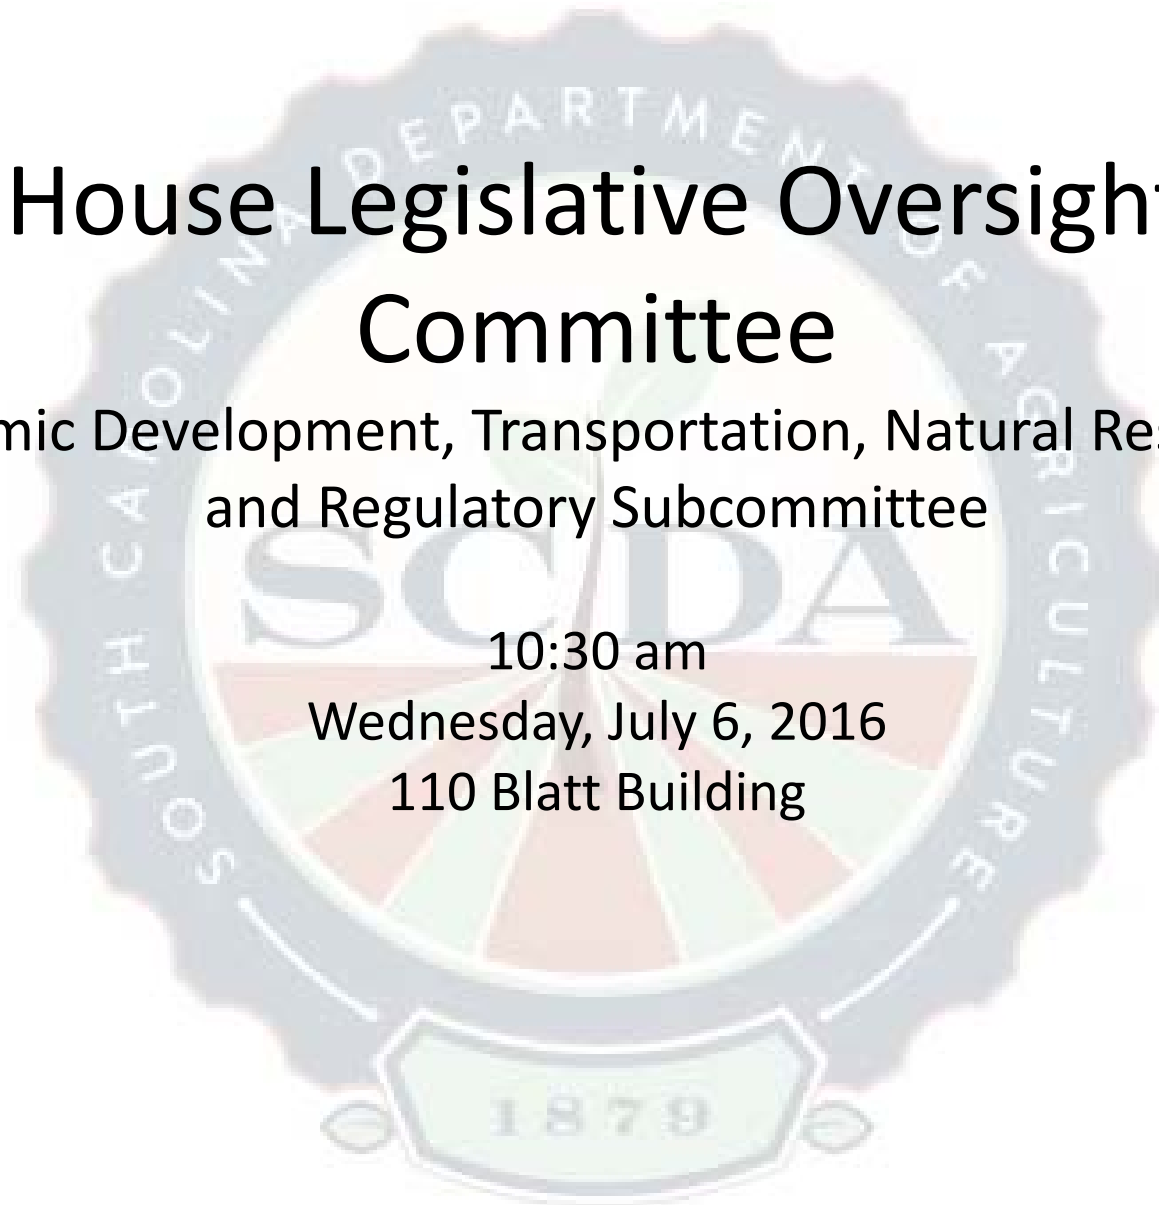 House Legislative Oversight
Committee
mic Development, Transportation, Natural Res
and Regulatory Subcommittee
10:30 am
Wednesday, July 6, 2016
110 Blatt Building
SOUTH CAROLINA DEPARTMENT OF AGRICULTURE
SCDA
1879